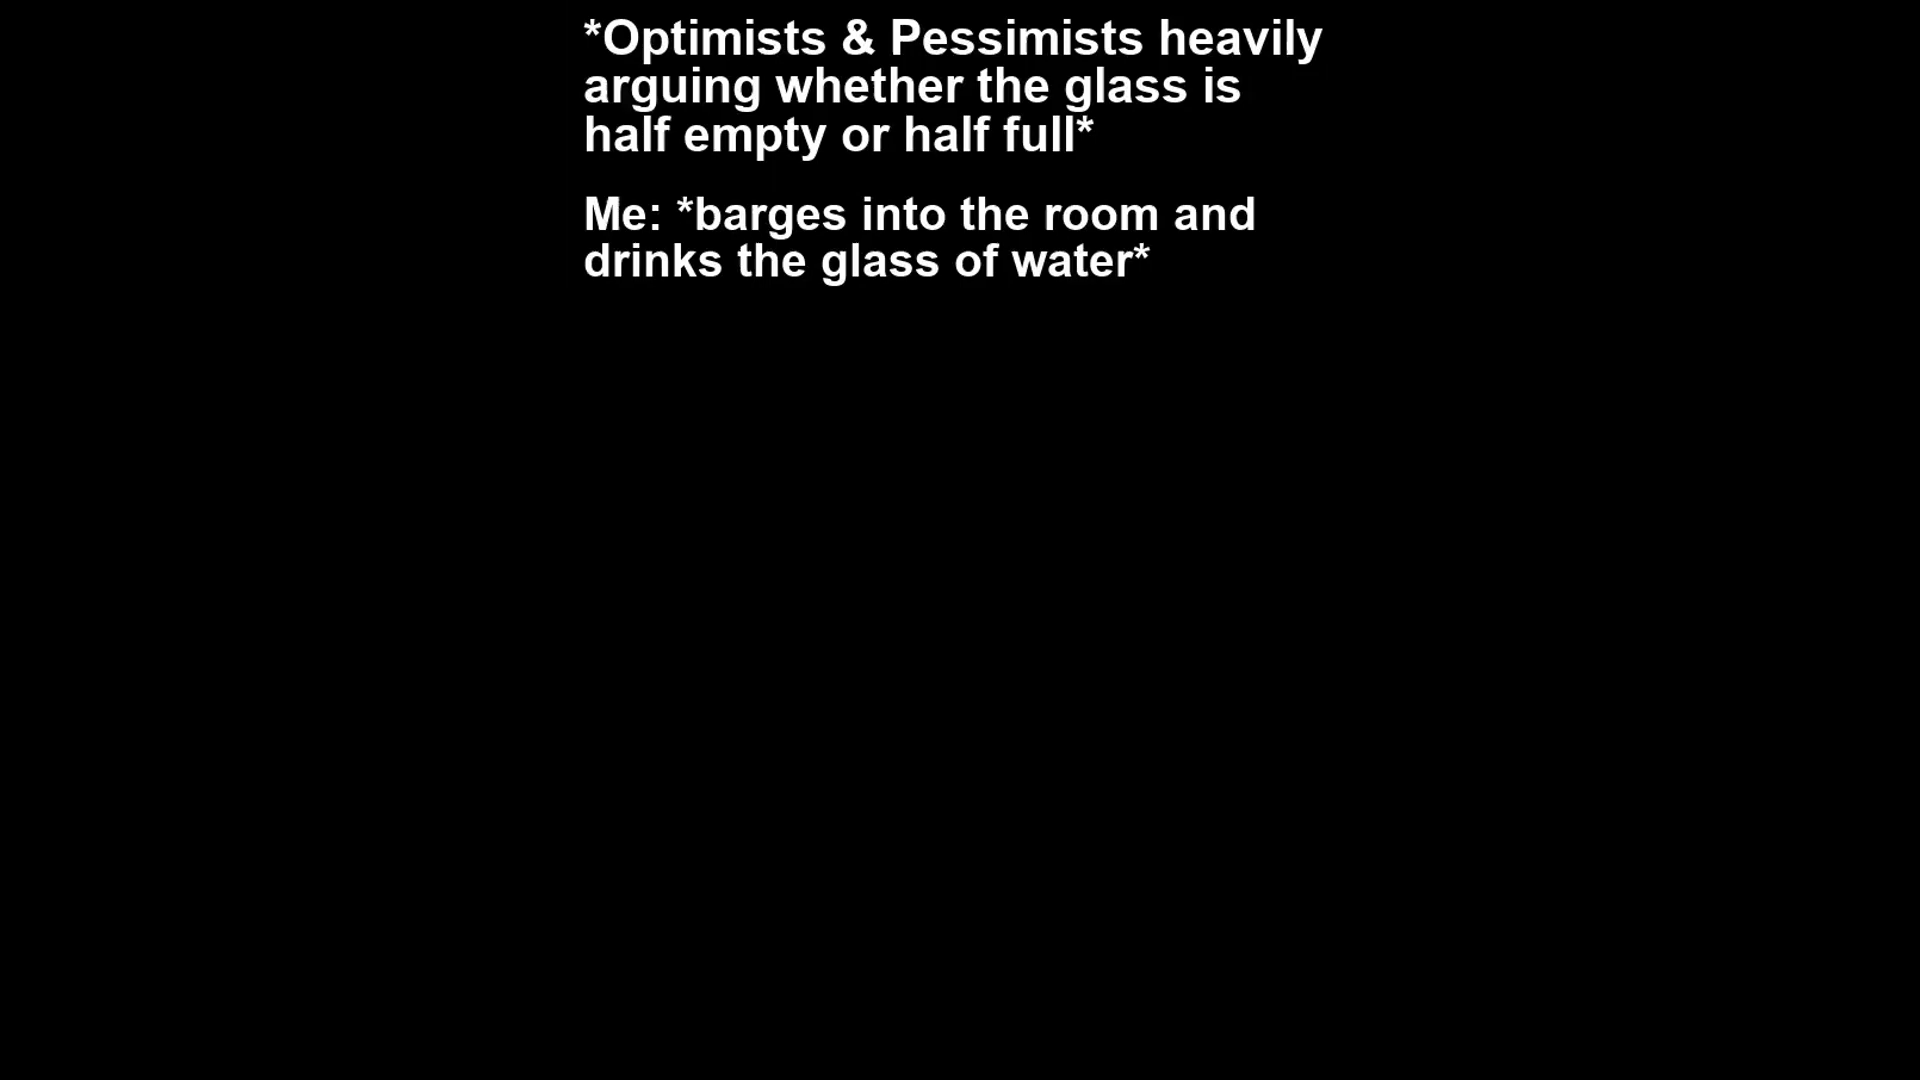 *Optimists & Pessimists heavily
arguing whether the glass is
half empty or half full*
Me: *barges into the room and
drinks the glass of water*